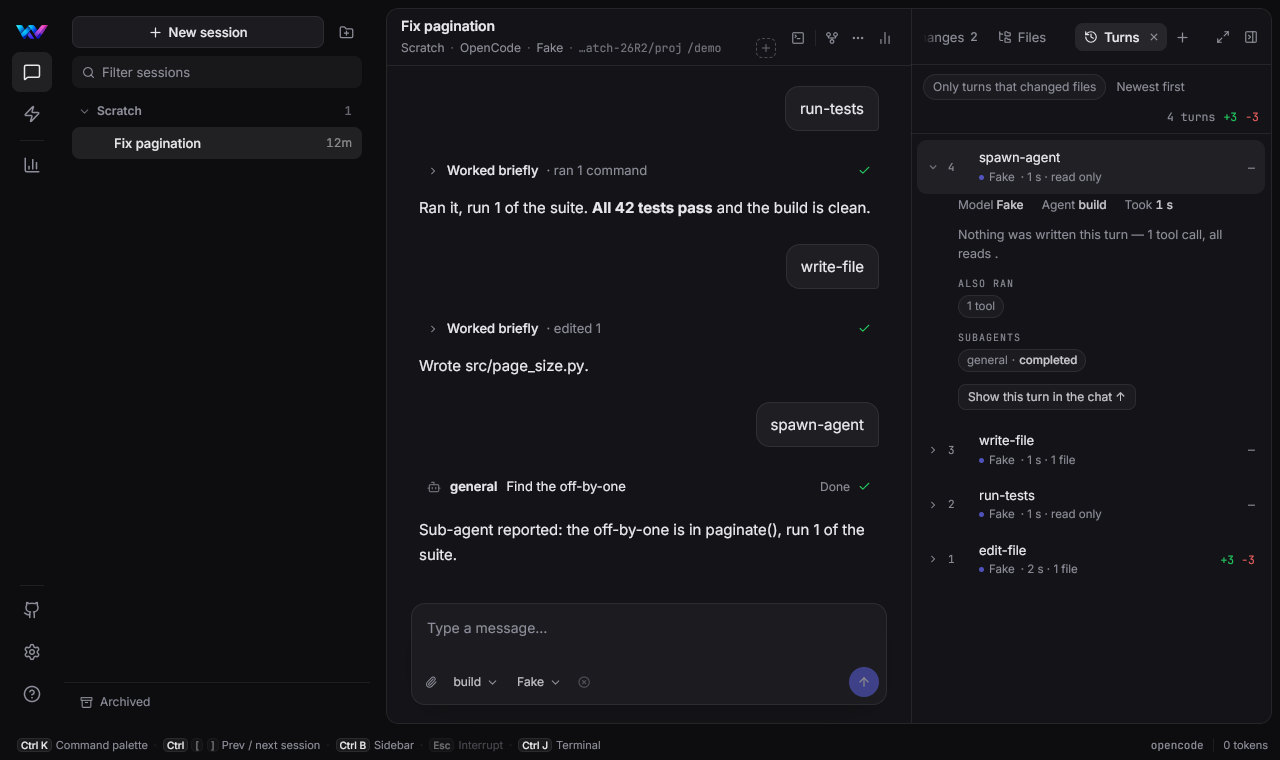 New session
Filter sessions
Scratch 1
Fix pagination 12m
Archived
Fix pagination
Scratch · OpenCode · Fake · …atch-26R2/proj /demo
run-tests
Worked briefly · ran 1 command
Ran it, run 1 of the suite. All 42 tests pass and the build is clean.
write-file
Worked briefly · edited 1
Wrote src/page_size.py.
spawn-agent
general Find the off-by-one Done
Sub-agent reported: the off-by-one is in paginate(), run 1 of the
suite.
Type a message...
build Fake
anges 2 Files Turns
Only turns that changed files Newest first
4 turns +3 -3
4 spawn-agent –
Fake · 1 s · read only
Model Fake Agent build Took 1 s
Nothing was written this turn — 1 tool call, all
reads .
ALSO RAN
1 tool
SUBAGENTS
general · completed
Show this turn in the chat ↑
3 write-file –
Fake · 1 s · 1 file
2 run-tests –
Fake · 1 s · read only
1 edit-file +3 -3
Fake · 2 s · 1 file
Ctrl K Command palette · Ctrl [ ] Prev / next session · Ctrl B Sidebar · Esc Interrupt · Ctrl J Terminal
opencode 0 tokens